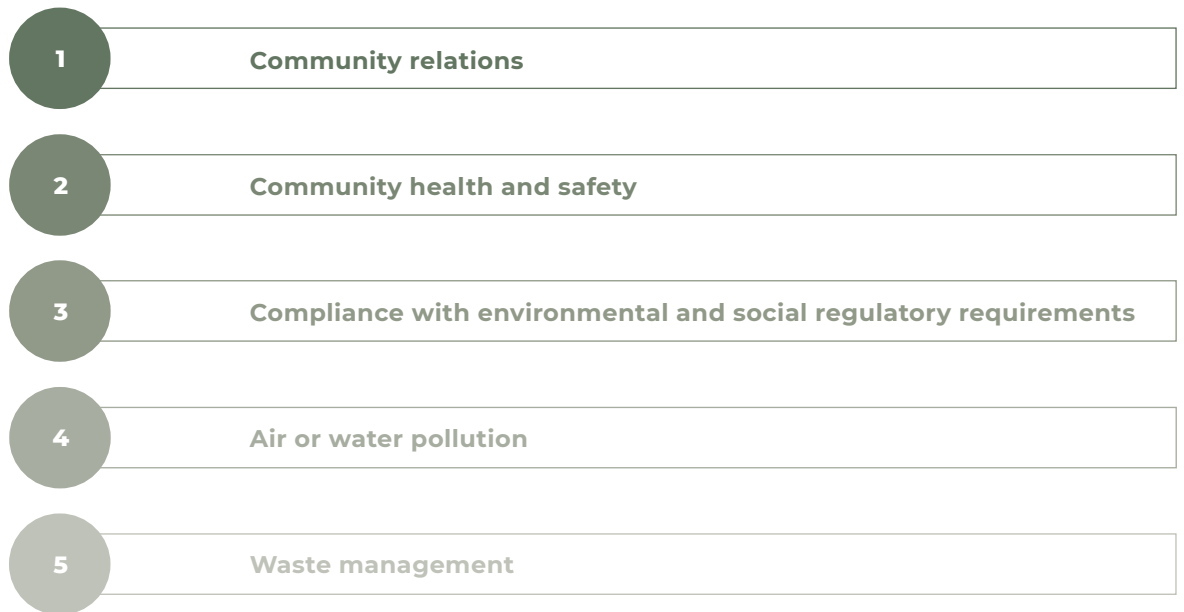 1 Community relations
2 Community health and safety
3 Compliance with environmental and social regulatory requirements
4 Air or water pollution
5 Waste management